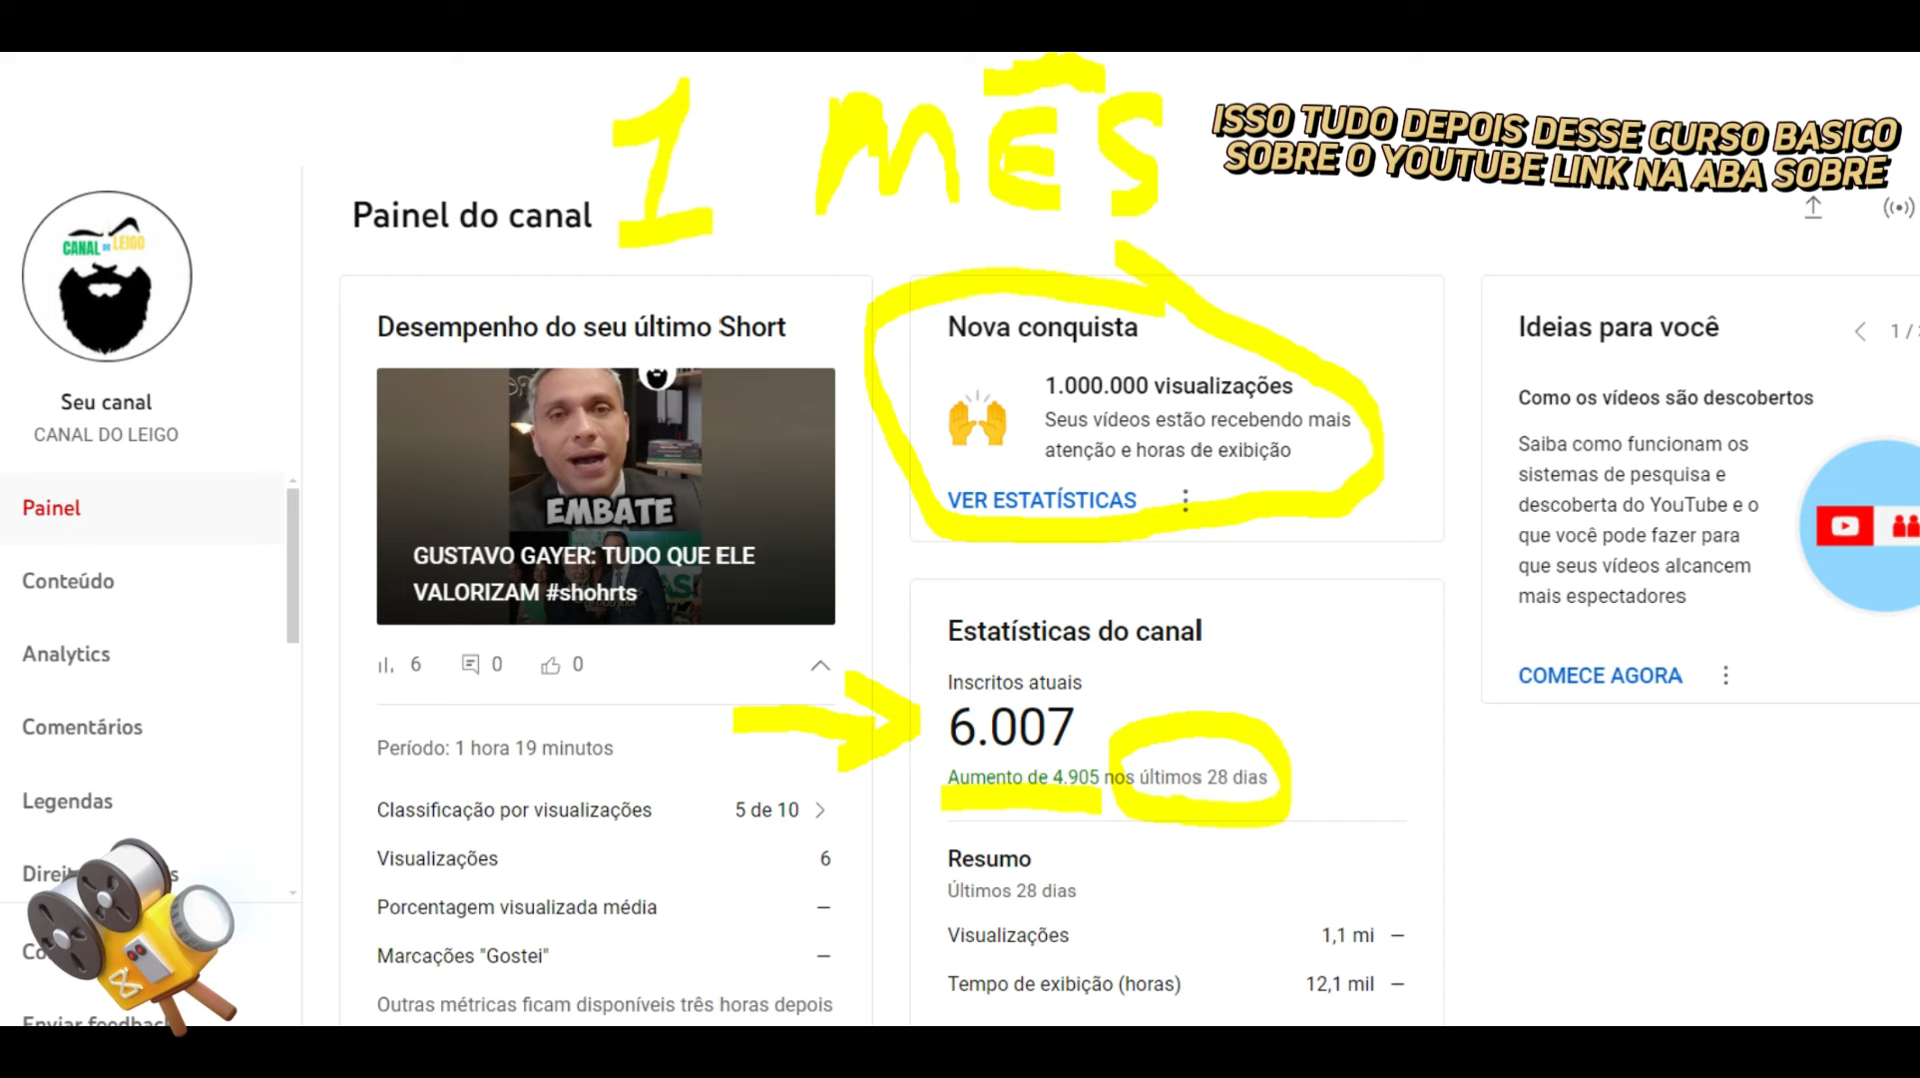 1 MÊS
ISSO TUDO DEPOIS DESSE CURSO BASICO
SOBRE O YOUTUBE LINK NA ABA SOBRE
CANAL DO LEIGO
Seu canal
CANAL DO LEIGO
Painel
Conteúdo
Analytics
Comentários
Legendas
Painel do canal
Desempenho do seu último Short
EMBATE
GUSTAVO GAYER: TUDO QUE ELE
VALORIZAM #shohrts
6 0 0
Período: 1 hora 19 minutos
Classificação por visualizações 5 de 10
Visualizações 6
Porcentagem visualizada média –
Marcações "Gostei" –
Outras métricas ficam disponíveis três horas depois
Nova conquista
1.000.000 visualizações
Seus vídeos estão recebendo mais
atenção e horas de exibição
VER ESTATÍSTICAS
Estatísticas do canal
Inscritos atuais
6.007
Aumento de 4.905 nos últimos 28 dias
Resumo
Últimos 28 dias
Visualizações 1,1 mi –
Tempo de exibição (horas) 12,1 mil –
Ideias para você
1 /
Como os vídeos são descobertos
Saiba como funcionam os
sistemas de pesquisa e
descoberta do YouTube e o
que você pode fazer para
que seus vídeos alcancem
mais espectadores
COMECE AGORA